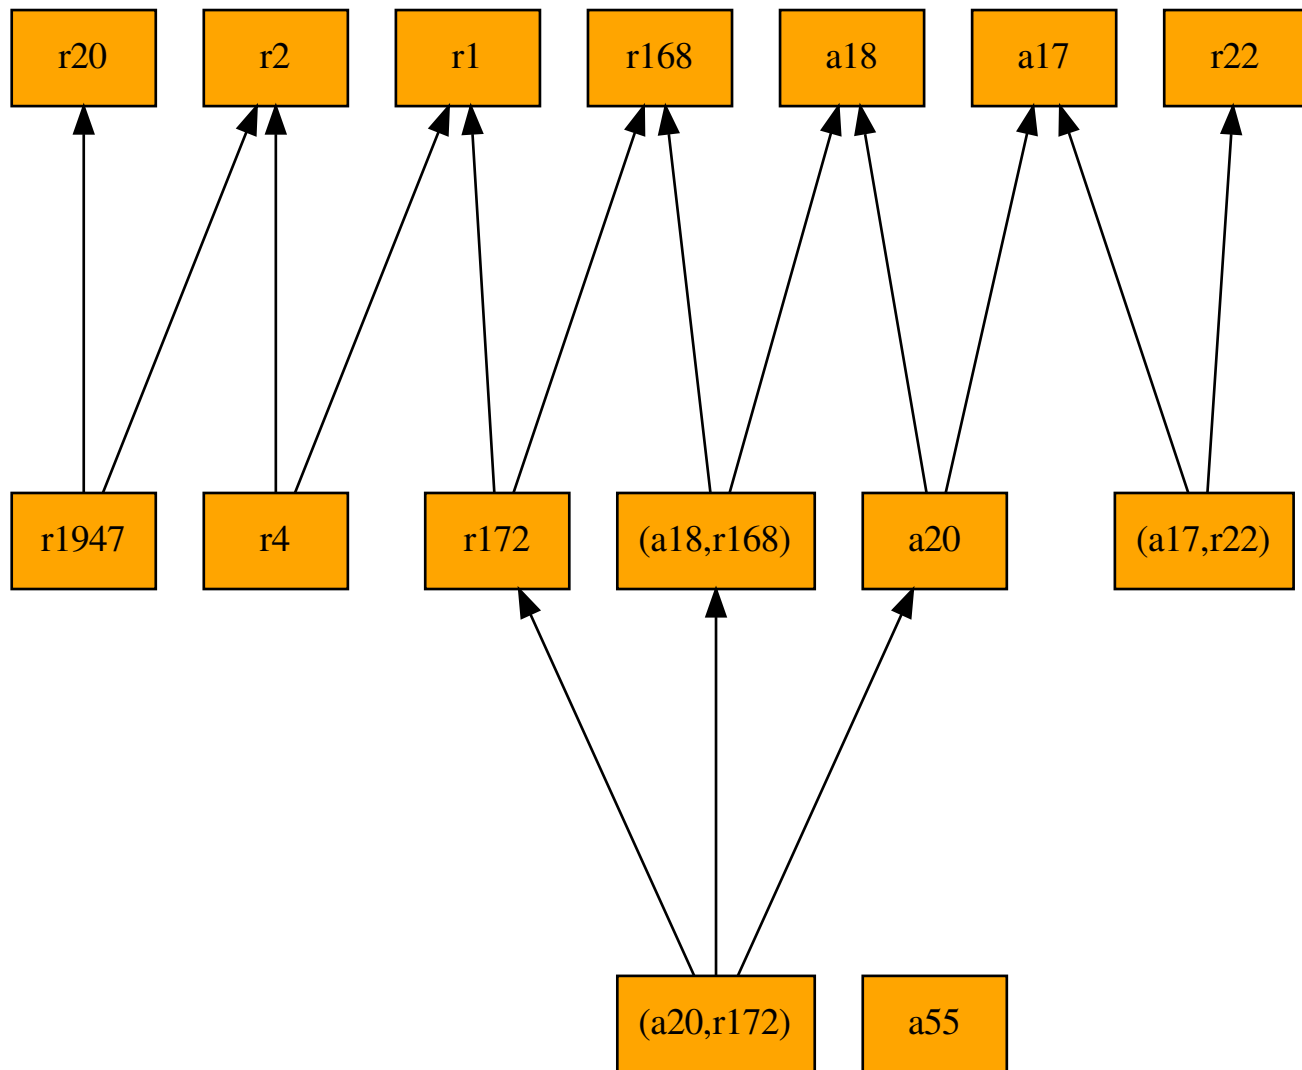 r20 r2 r1 r168 a18 a17 r22
r1947 r4 r172 (a18,r168) a20 (a17,r22)
(a20,r172) a55